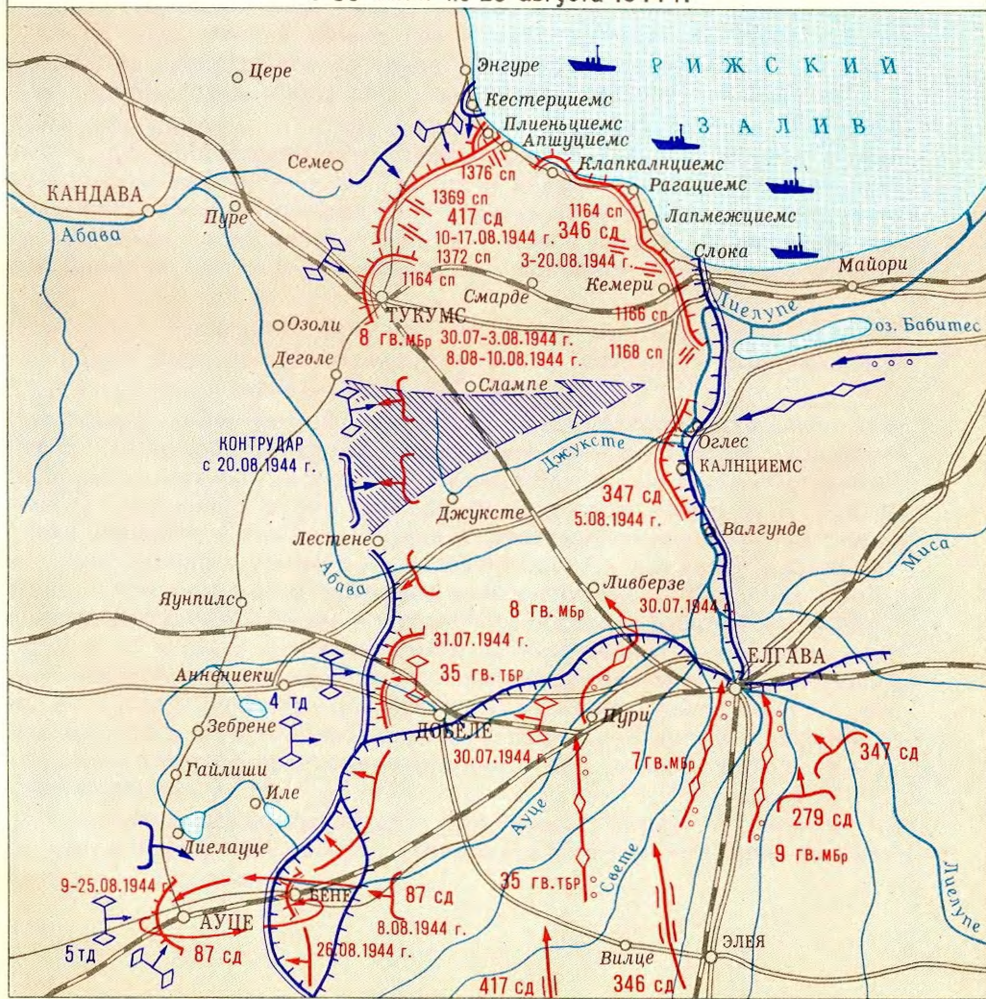 августа
Цере
Энгуре
РИЖСКИЙ
Кестерциемс
Плиеньциемс
ЗАЛИВ
Апшуциемс
Семе
Клапкалнциемс
1376 сп
Рагациемс
КАНДАВА
1369 сп
417 сд
1164 сп
346 сд
Лапмежциемс
Пуре
Абава
10-17.08.1944 г.
1372 сп
3-20.08.1944 г.
Слока
Майори
1164 сп
Смарде
Кемери
Лиелупе
ТУКУМС
1166 сп
Озоли
8 гв. МБр
30.07-3.08.1944 г.
8.08-10.08.1944 г.
1168 сп
оз. Бабитес
Деголе
Слампе
КОНТРУДАР
с 20.08.1944 г.
Джуксте
Оглес
КАЛНЦИЕМС
347 сд
5.08.1944 г.
Джуксте
Валгунде
Лестене
Абава
Миса
Ливберзе
Яунпилс
8 гв. МБр
30.07.1944 г.
31.07.1944 г.
ЕЛГАВА
Аннениеки
35 гв. ТБР
4 тд
Зебрене
ДОБЕЛЕ
Пури
30.07.1944 г.
7 гв. МБр
347 сд
Гайлиши
Иле
Ауце
279 сд
Лиелауце
9 гв. МБр
9-25.08.1944 г.
35 гв. ТБР
Свете
Лиелупе
БЕНЕ
87 сд
АУЦЕ
8.08.1944 г.
5 тд
87 сд
26.08.1944 г.
ЭЛЕЯ
Вилце
417 сд
346 сд